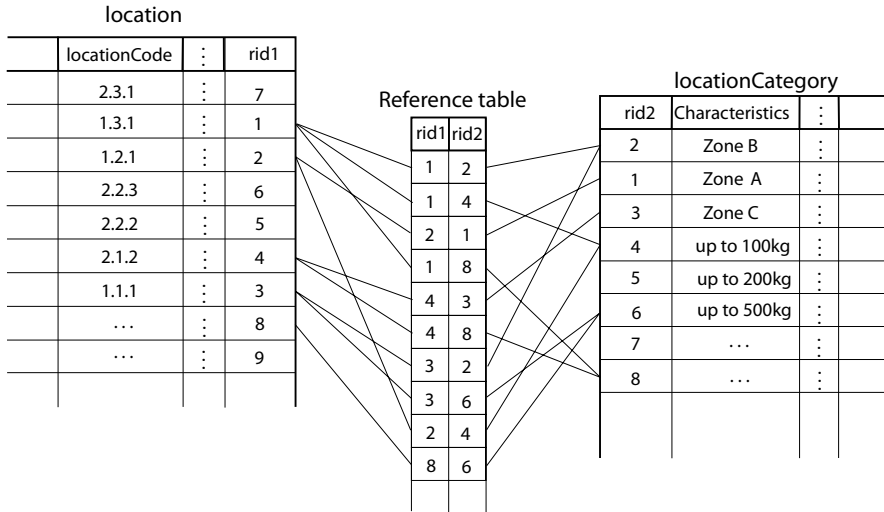 location
locationCode ⋮ rid1
2.3.1 ⋮ 7
1.3.1 ⋮ 1
1.2.1 ⋮ 2
2.2.3 ⋮ 6
2.2.2 ⋮ 5
2.1.2 ⋮ 4
1.1.1 ⋮ 3
... ⋮ 8
... ⋮ 9
Reference table
rid1 rid2
1 2
1 4
2 1
1 8
4 3
4 8
3 2
3 6
2 4
8 6
locationCategory
rid2 Characteristics ⋮
2 Zone B ⋮
1 Zone A ⋮
3 Zone C ⋮
4 up to 100kg ⋮
5 up to 200kg ⋮
6 up to 500kg ⋮
7 ... ⋮
8 ... ⋮